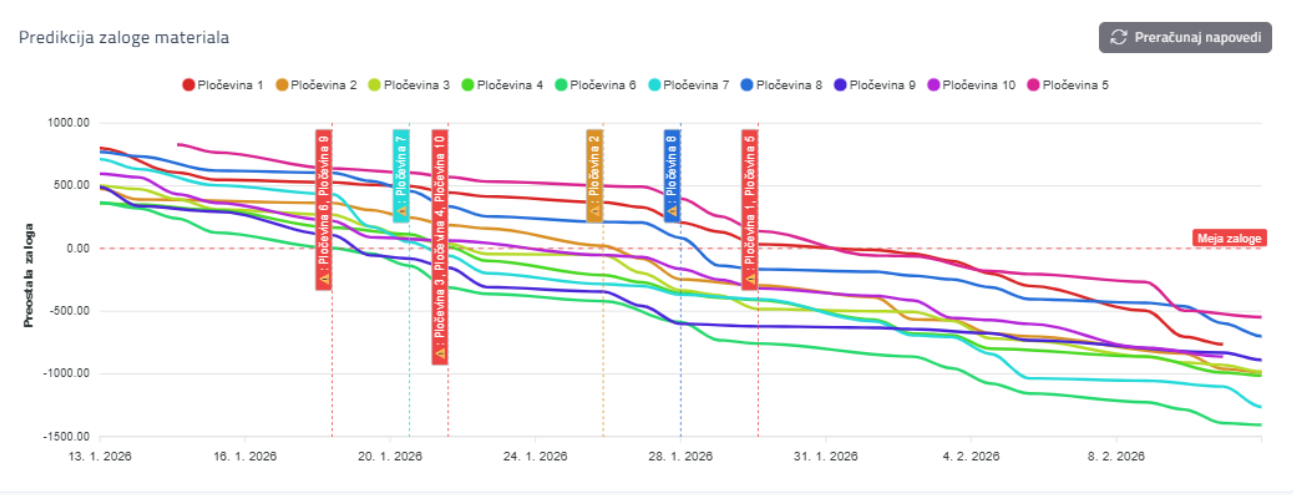 Predikcija zaloge materiala
Preračunaj napovedi
Pločevina 1 Pločevina 2 Pločevina 3 Pločevina 4 Pločevina 6 Pločevina 7 Pločevina 8 Pločevina 9 Pločevina 10 Pločevina 5
Preostala zaloga
1000.00
500.00
0.00
-500.00
-1000.00
-1500.00
⚠: Pločevina 6, Pločevina 9
⚠: Pločevina 7
⚠: Pločevina 3, Pločevina 4, Pločevina 10
⚠: Pločevina 2
⚠: Pločevina 8
⚠: Pločevina 1, Pločevina 5
Meja zaloge
13. 1. 2026 16. 1. 2026 20. 1. 2026 24. 1. 2026 28. 1. 2026 31. 1. 2026 4. 2. 2026 8. 2. 2026